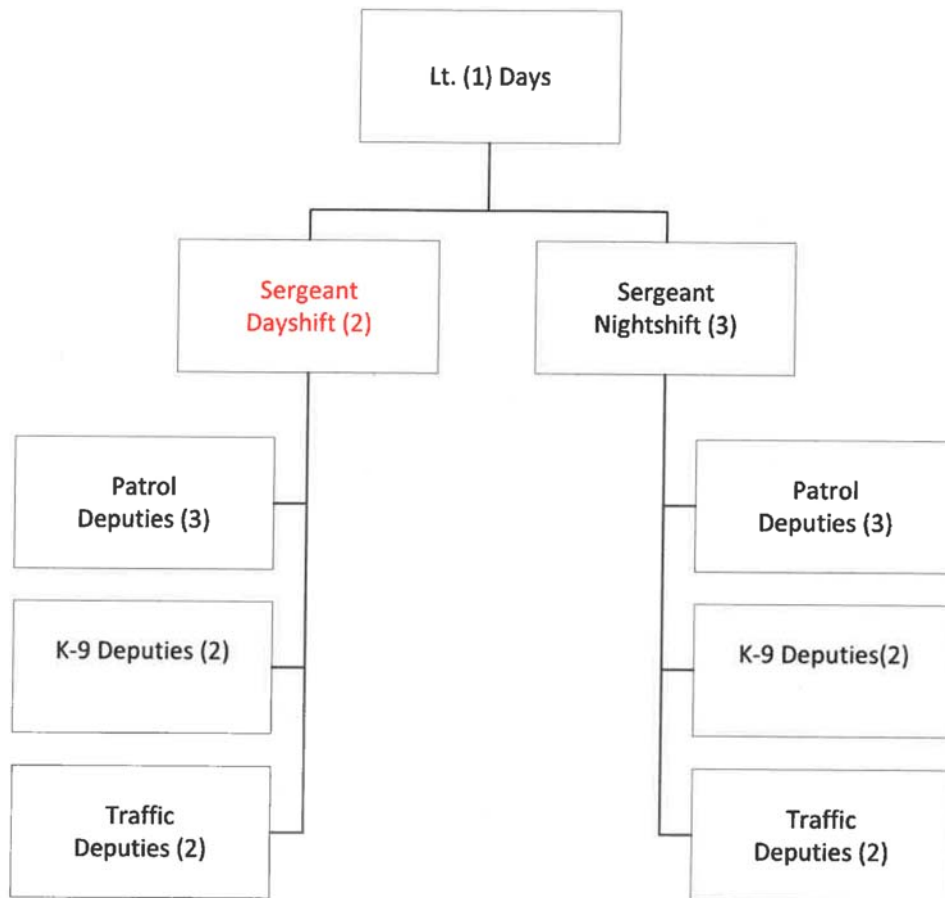 Lt. (1) Days
Sergeant
Dayshift (2)
Sergeant
Nightshift (3)
Patrol
Deputies (3)
K-9 Deputies (2)
Traffic
Deputies (2)
Patrol
Deputies (3)
K-9 Deputies(2)
Traffic
Deputies (2)